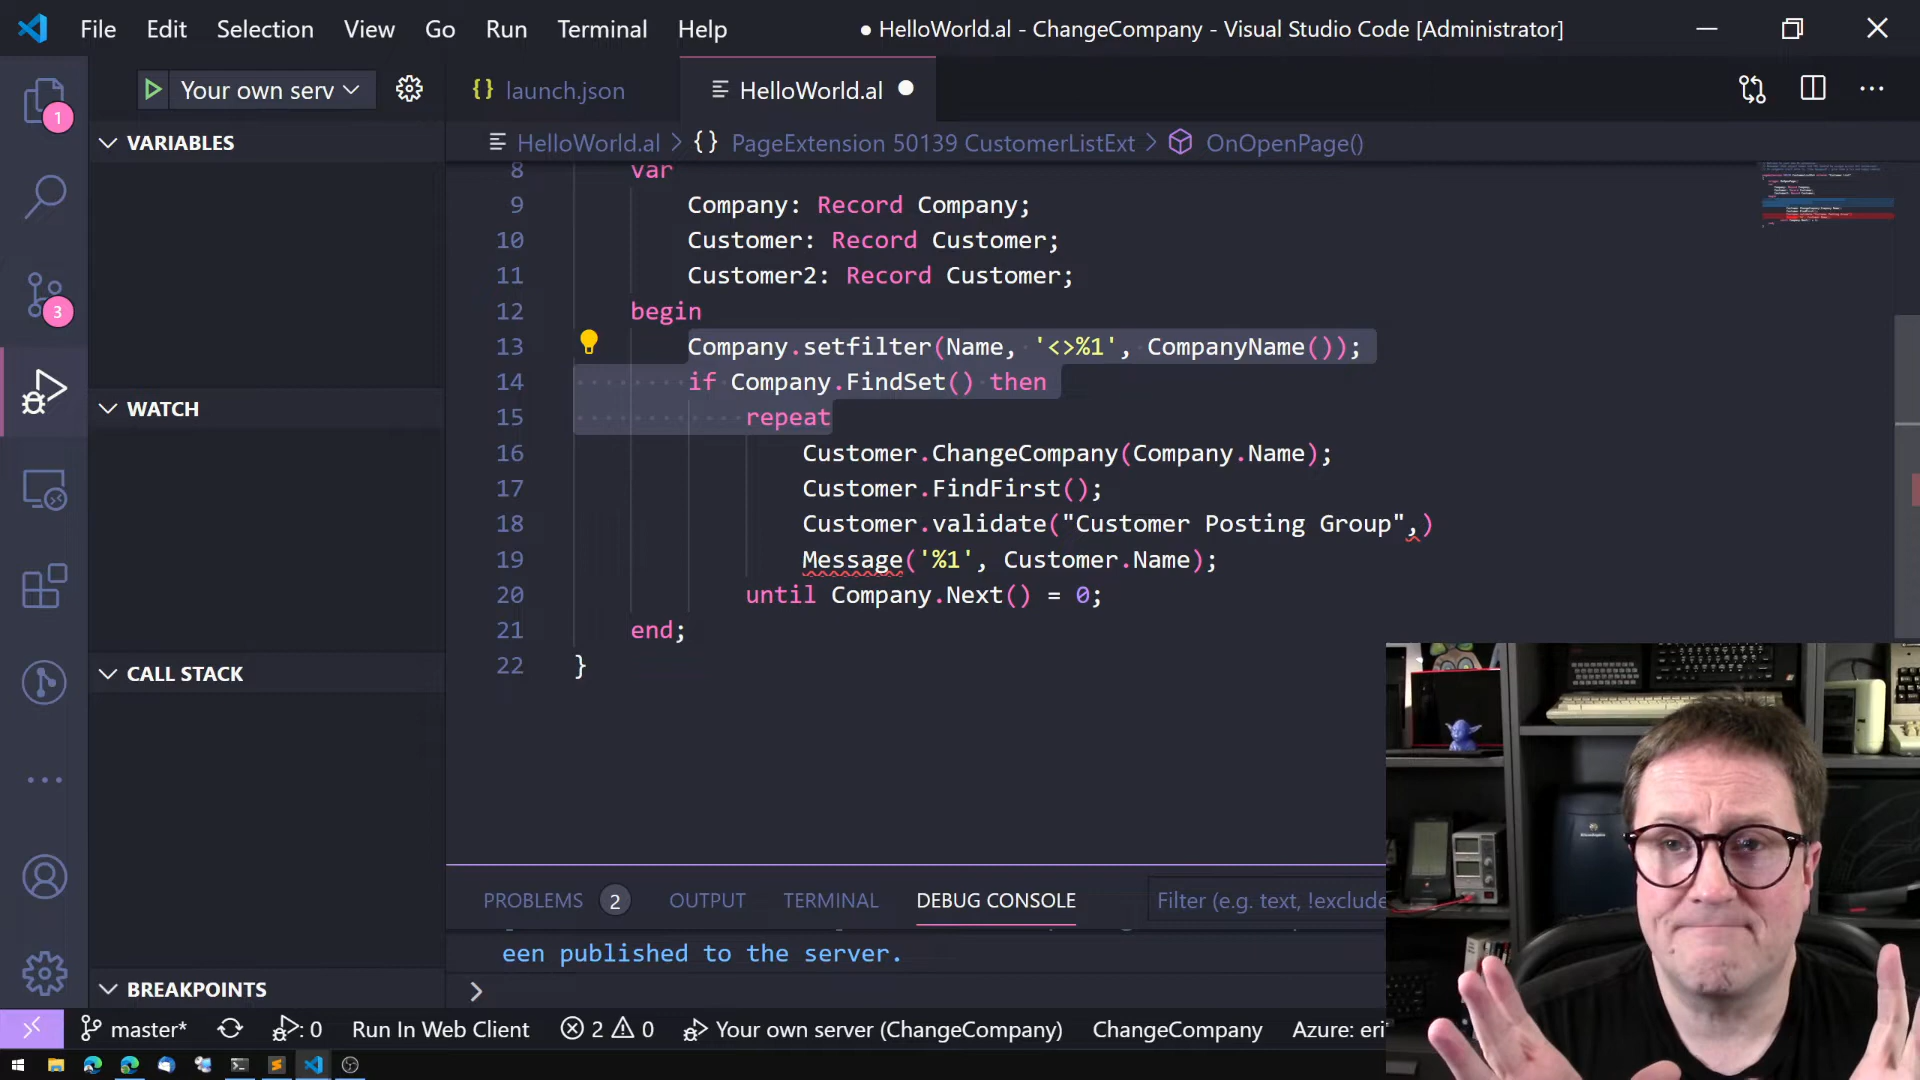 File Edit Selection View Go Run Terminal Help ● HelloWorld.al - ChangeCompany - Visual Studio Code [Administrator]
Your own serv
launch.json
HelloWorld.al
HelloWorld.al > {} PageExtension 50139 CustomerListExt > OnOpenPage()
1
3
VARIABLES
WATCH
CALL STACK
BREAKPOINTS
8 var
9 Company: Record Company;
10 Customer: Record Customer;
11 Customer2: Record Customer;
12 begin
13 Company.setfilter(Name, '<>%1', CompanyName());
14 if Company.FindSet() then
15 repeat
16 Customer.ChangeCompany(Company.Name);
17 Customer.FindFirst();
18 Customer.validate("Customer Posting Group",)
19 Message('%1', Customer.Name);
20 until Company.Next() = 0;
21 end;
22 }
PROBLEMS 2 OUTPUT TERMINAL DEBUG CONSOLE Filter (e.g. text, !exclude
een published to the server.
>
master* 0 Run In Web Client 2 0 Your own server (ChangeCompany) ChangeCompany Azure: eri